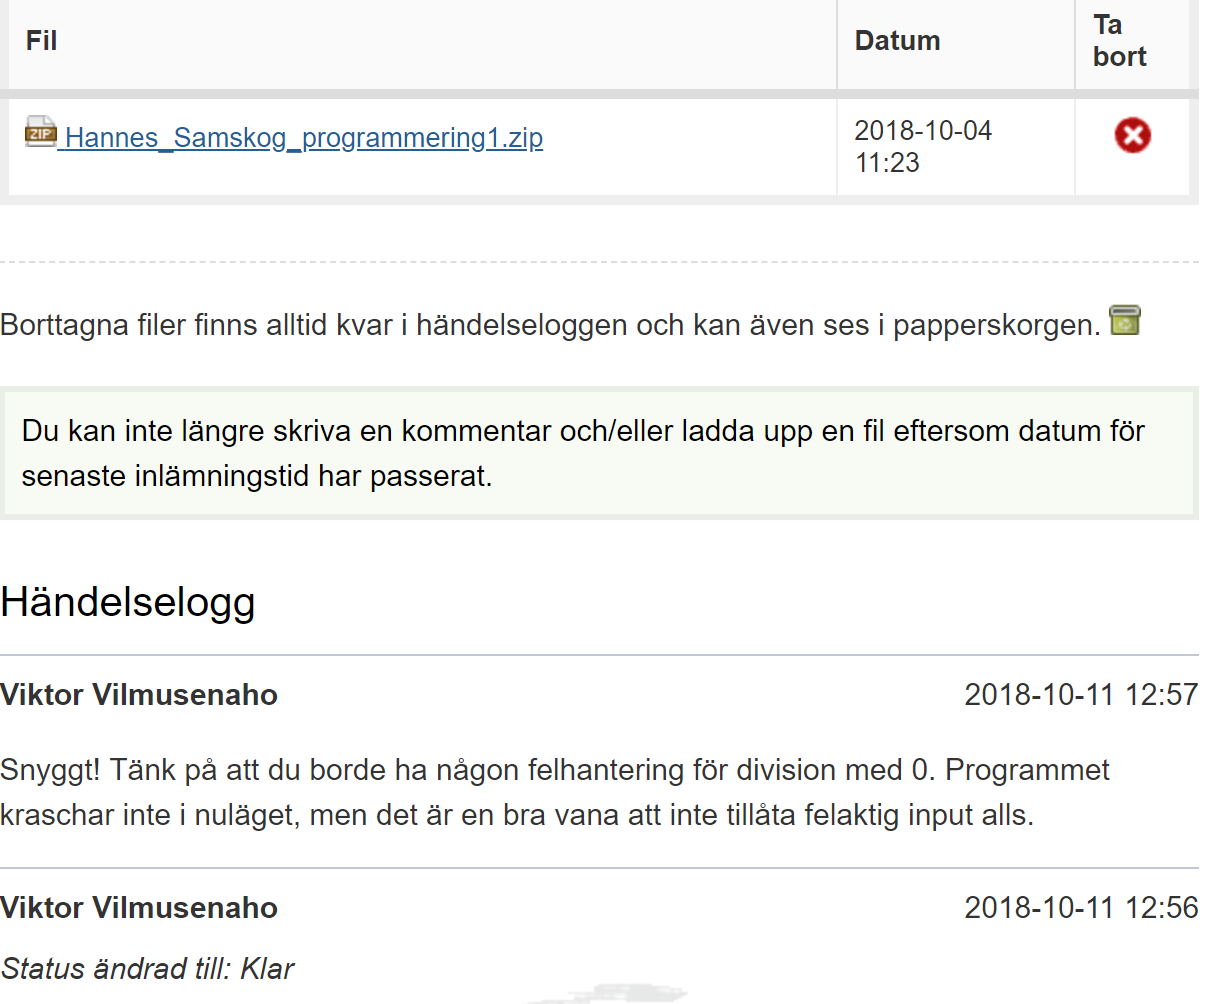 Fil
Datum
Ta
bort
ZIP
Hannes_Samskog_programmering1.zip
2018-10-04
11:23
Borttagna filer finns alltid kvar i händelseloggen och kan även ses i papperskorgen.
Du kan inte längre skriva en kommentar och/eller ladda upp en fil eftersom datum för
senaste inlämningstid har passerat.
Händelselogg
Viktor Vilmusenaho
2018-10-11 12:57
Snyggt! Tänk på att du borde ha någon felhantering för division med 0. Programmet
kraschar inte i nuläget, men det är en bra vana att inte tillåta felaktig input alls.
Viktor Vilmusenaho
2018-10-11 12:56
Status ändrad till: Klar